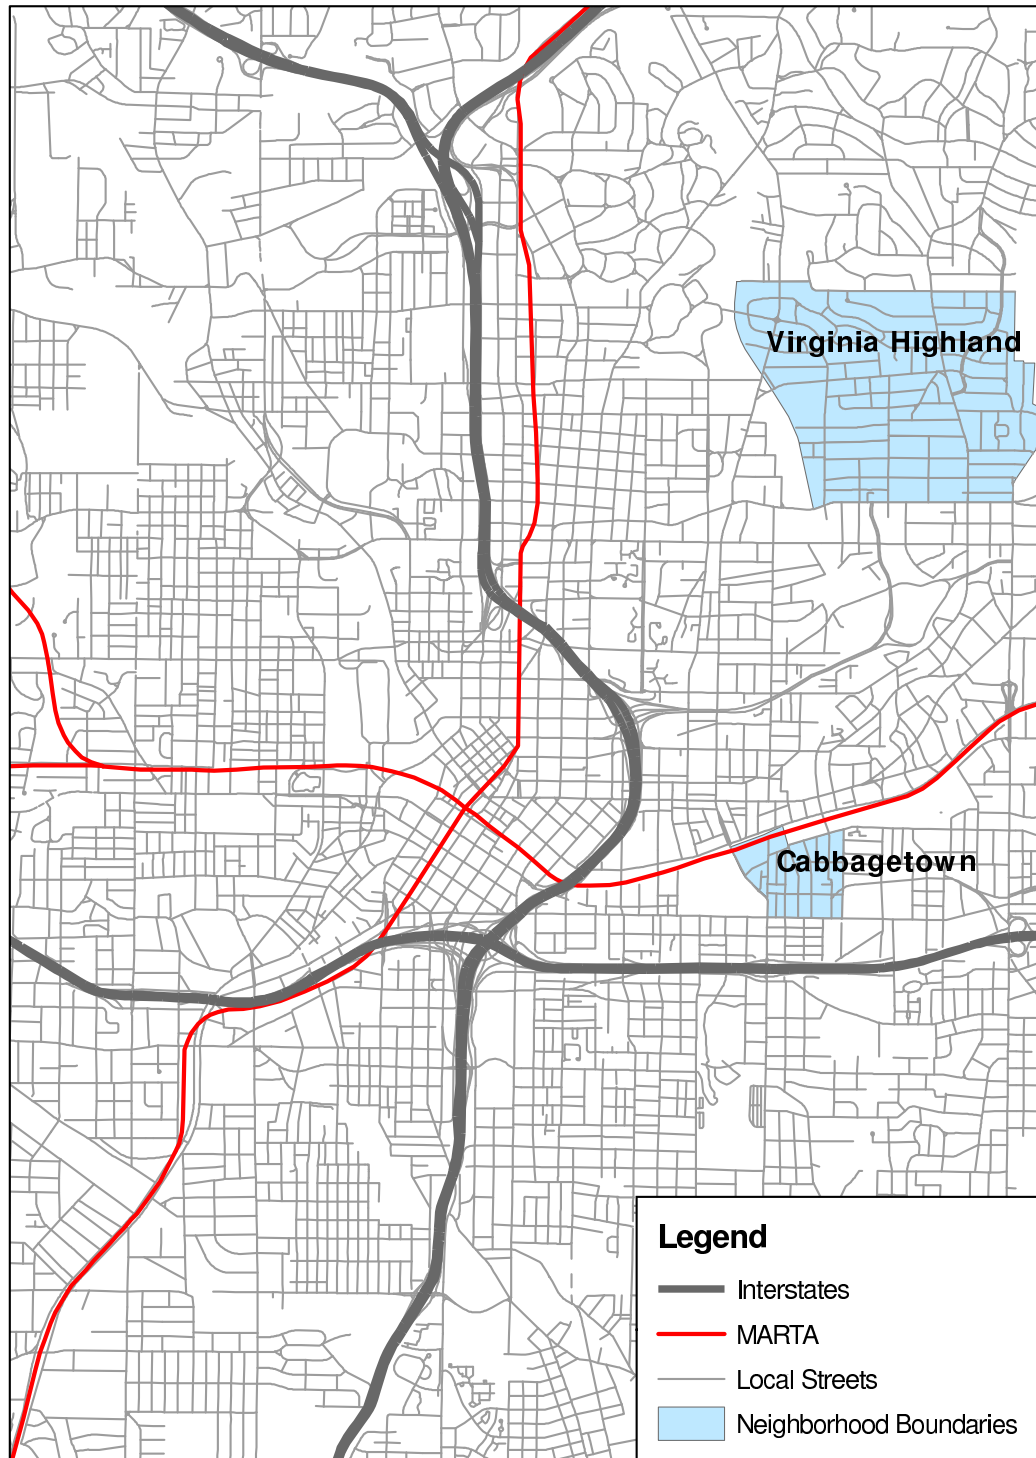 Virginia Highland
Cabbagetown
Legend
Interstates
MARTA
Local Streets
Neighborhood Boundaries